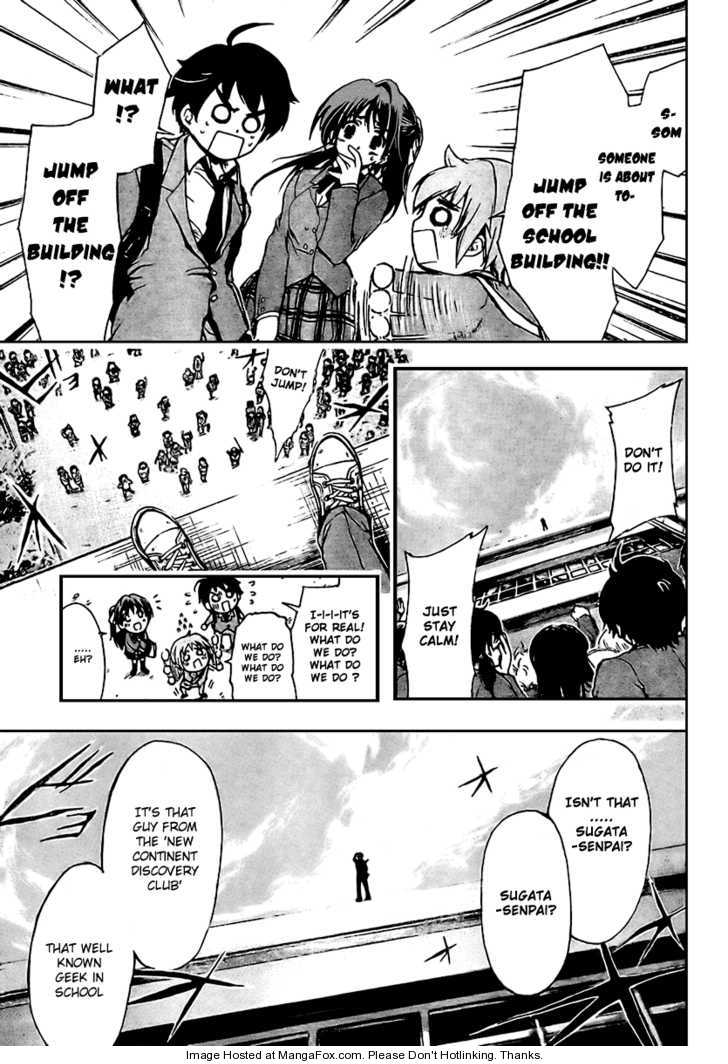 S-
SOM
SOMEONE
IS ABOUT
TO-
JUMP
OFF THE
SCHOOL
BUILDING!!
WHAT
!?
JUMP
OFF
THE
BUILDING
!?
DON'T
DO IT!
JUST
STAY
CALM!
DON'T
JUMP!
I-I-I-IT'S
FOR REAL!
WHAT DO
WE DO?
WHAT DO
WE DO ?
WHAT DO
WE DO?
WHAT DO
WE DO?
.....
EH?
ISN'T THAT
.....
SUGATA
-SENPAI?
SUGATA
-SENPAI?
IT'S THAT
GUY FROM
THE 'NEW
CONTINENT
DISCOVERY
CLUB'
THAT WELL
KNOWN
GEEK IN
SCHOOL
Image Hosted at MangaFox.com. Please Don't Hotlinking. Thanks.